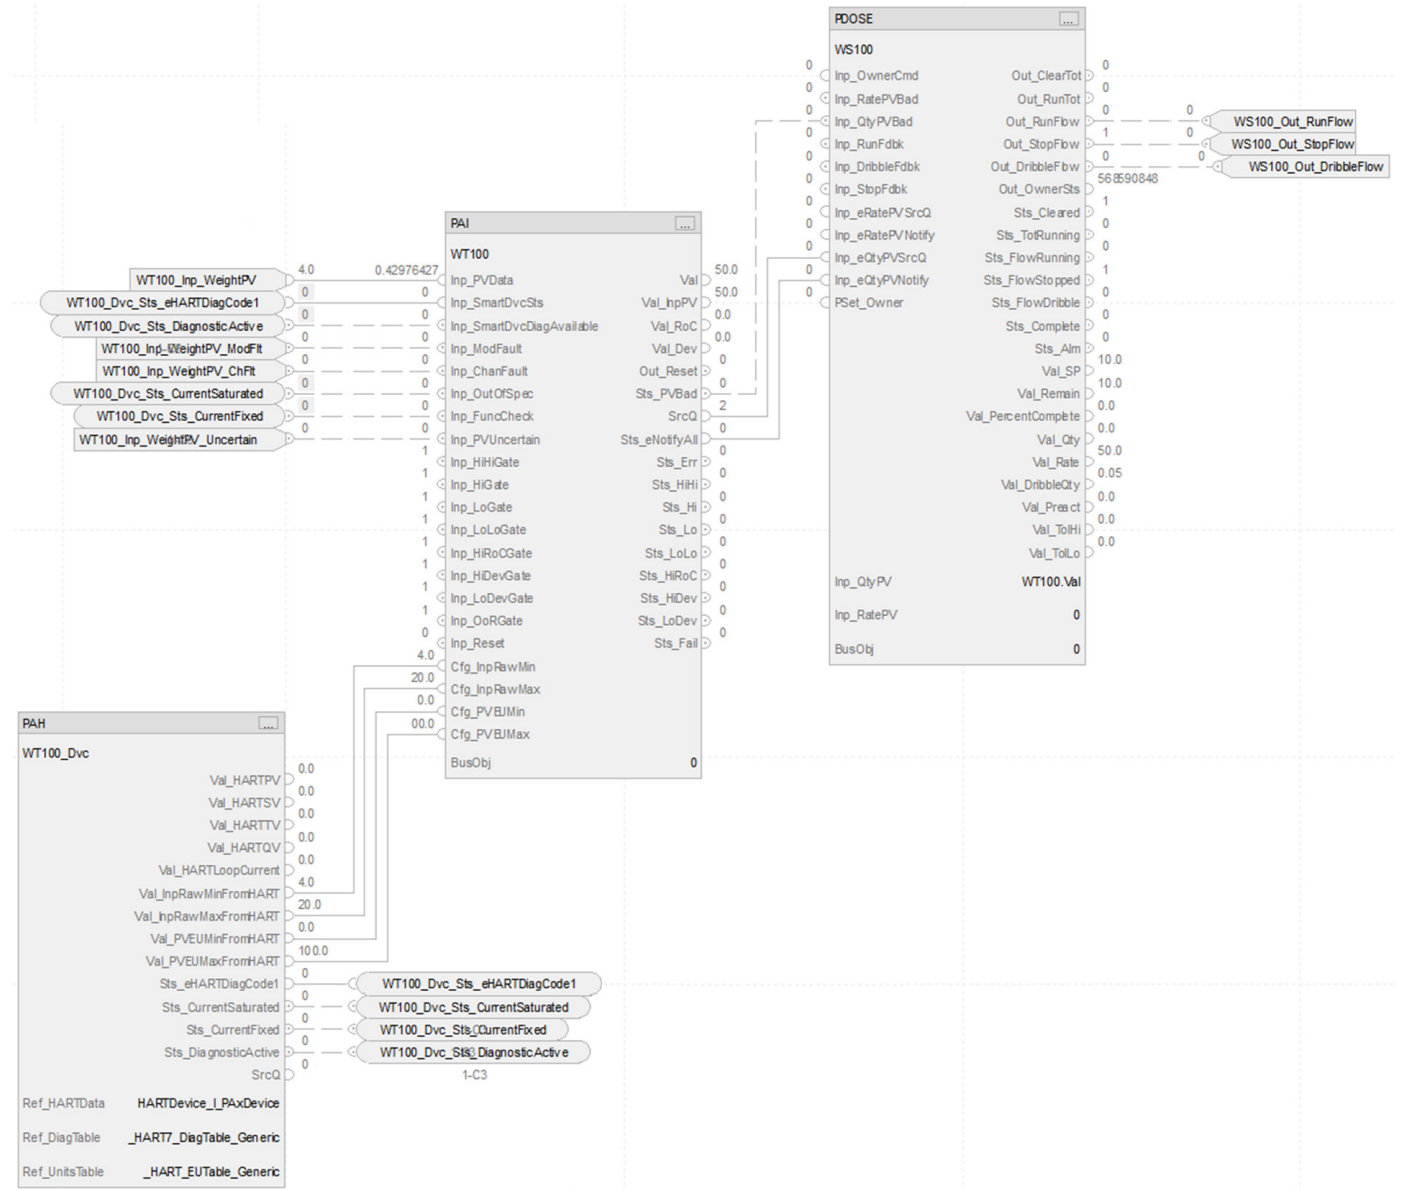 PDOSE ...
WS100
0 Inp_OwnerCmd Out_ClearTot 0
0 Inp_RatePVBad Out_RunTot 0
0 Inp_QtyPVBad Out_RunFlow 0 0 WS100_Out_RunFlow
0 Inp_RunFdbk Out_StopFlow 1 0 WS100_Out_StopFlow
0 Inp_DribbleFdbk Out_DribbleFlow 0 0 WS100_Out_DribbleFlow
0 Inp_StopFdbk Out_OwnerSts 568590848
0 Inp_eRatePVSrcQ Sts_Cleared 1
0 Inp_eRatePVNotify Sts_TotRunning 0
0 Inp_eQtyPVSrcQ Sts_FlowRunning 0
0 Inp_eQtyPVNotify Sts_FlowStopped 1
0 PSet_Owner Sts_FlowDribble 0
Sts_Complete 0
Sts_Alm 0
Val_SP 10.0
Val_Remain 10.0
Val_PercentComplete 0.0
Val_Qty 0.0
Val_Rate 50.0
Val_DribbleQty 0.05
Val_Preact 0.0
Val_TolHi 0.0
Val_TolLo 0.0
Inp_QtyPV WT100.Val
Inp_RatePV 0
BusObj 0
PAI ...
WT100
WT100_Inp_WeightPV 4.0 0.42976427 Inp_PVData Val 50.0
WT100_Dvc_Sts_eHARTDiagCode1 0 0 Inp_SmartDvcSts Val_InpPV 50.0
WT100_Dvc_Sts_DiagnosticActive 0 0 Inp_SmartDvcDiagAvailable Val_RoC 0.0
WT100_Inp_WeightPV_ModFlt 0 0 Inp_ModFault Val_Dev 0.0
WT100_Inp_WeightPV_ChFlt 0 0 Inp_ChanFault Out_Reset 0
WT100_Dvc_Sts_CurrentSaturated 0 0 Inp_OutOfSpec Sts_PVBad 0
WT100_Dvc_Sts_CurrentFixed 0 0 Inp_FuncCheck SrcQ 2
WT100_Inp_WeightPV_Uncertain 0 0 Inp_PVUncertain Sts_eNotifyAll 0
1 Inp_HiHiGate Sts_Err 0
1 Inp_HiGate Sts_HiHi 0
1 Inp_LoGate Sts_Hi 0
1 Inp_LoLoGate Sts_Lo 0
1 Inp_HiRoCGate Sts_LoLo 0
1 Inp_HiDevGate Sts_HiRoC 0
1 Inp_LoDevGate Sts_HiDev 0
1 Inp_OoRGate Sts_LoDev 0
0 Inp_Reset Sts_Fail 0
4.0 Cfg_InpRawMin
20.0 Cfg_InpRawMax
0.0 Cfg_PVEUMin
00.0 Cfg_PVEUMax
BusObj 0
PAH ...
WT100_Dvc
Val_HARTPV 0.0
Val_HARTSV 0.0
Val_HARTTV 0.0
Val_HARTQV 0.0
Val_HARTLoopCurrent 0.0
Val_InpRawMinFromHART 4.0
Val_InpRawMaxFromHART 20.0
Val_PVEUMinFromHART 0.0
Val_PVEUMaxFromHART 100.0
Sts_eHARTDiagCode1 0 WT100_Dvc_Sts_eHARTDiagCode1
Sts_CurrentSaturated 0 WT100_Dvc_Sts_CurrentSaturated
Sts_CurrentFixed 0 WT100_Dvc_Sts_CurrentFixed
Sts_DiagnosticActive 0 WT100_Dvc_Sts_DiagnosticActive
SrcQ 0 1-C3
Ref_HARTData HARTDevice_I_PAxDevice
Ref_DiagTable _HART7_DiagTable_Generic
Ref_UnitsTable _HART_EUTable_Generic